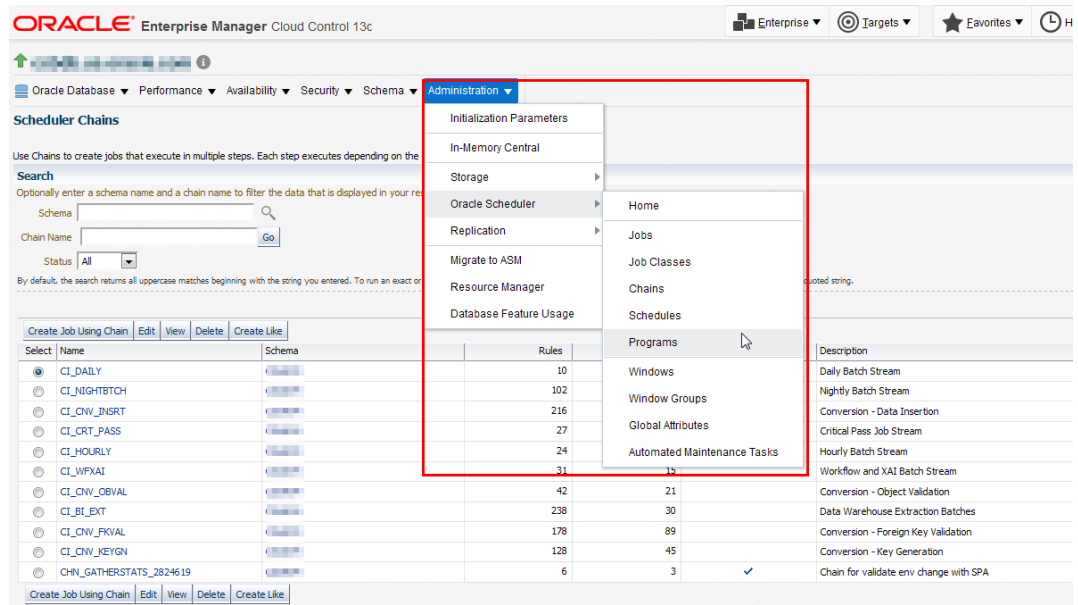 ORACLE® Enterprise Manager Cloud Control 13c
Enterprise ▼ Targets ▼ Favorites ▼ H
Oracle Database ▼ Performance ▼ Availability ▼ Security ▼ Schema ▼ Administration ▼
Scheduler Chains
Use Chains to create jobs that execute in multiple steps. Each step executes depending on the
Search
Optionally enter a schema name and a chain name to filter the data that is displayed in your
Schema
Chain Name Go
Status All
By default, the search returns all uppercase matches beginning with the string you entered. To run an exact or
string.
Initialization Parameters
In-Memory Central
Storage
Oracle Scheduler
Replication
Migrate to ASM
Resource Manager
Database Feature Usage
Home
Jobs
Job Classes
Chains
Schedules
Programs
Windows
Window Groups
Global Attributes
Automated Maintenance Tasks
Create Job Using Chain Edit View Delete Create Like
Select Name Schema Rules Description
CI_DAILY 10 Daily Batch Stream
CI_NIGHTBTCH 102 Nightly Batch Stream
CI_CNV_INSRT 216 Conversion - Data Insertion
CI_CRT_PASS 27 Critical Pass Job Stream
CI_HOURLY 24 Hourly Batch Stream
CI_WFXAI 31 15 Workflow and XAI Batch Stream
CI_CNV_OBVAL 42 21 Conversion - Object Validation
CI_BI_EXT 238 30 Data Warehouse Extraction Batches
CI_CNV_FKVAL 178 89 Conversion - Foreign Key Validation
CI_CNV_KEYGN 128 45 Conversion - Key Generation
CHN_GATHERSTATS_2824619 6 3 ✓ Chain for validate env change with SPA
Create Job Using Chain Edit View Delete Create Like